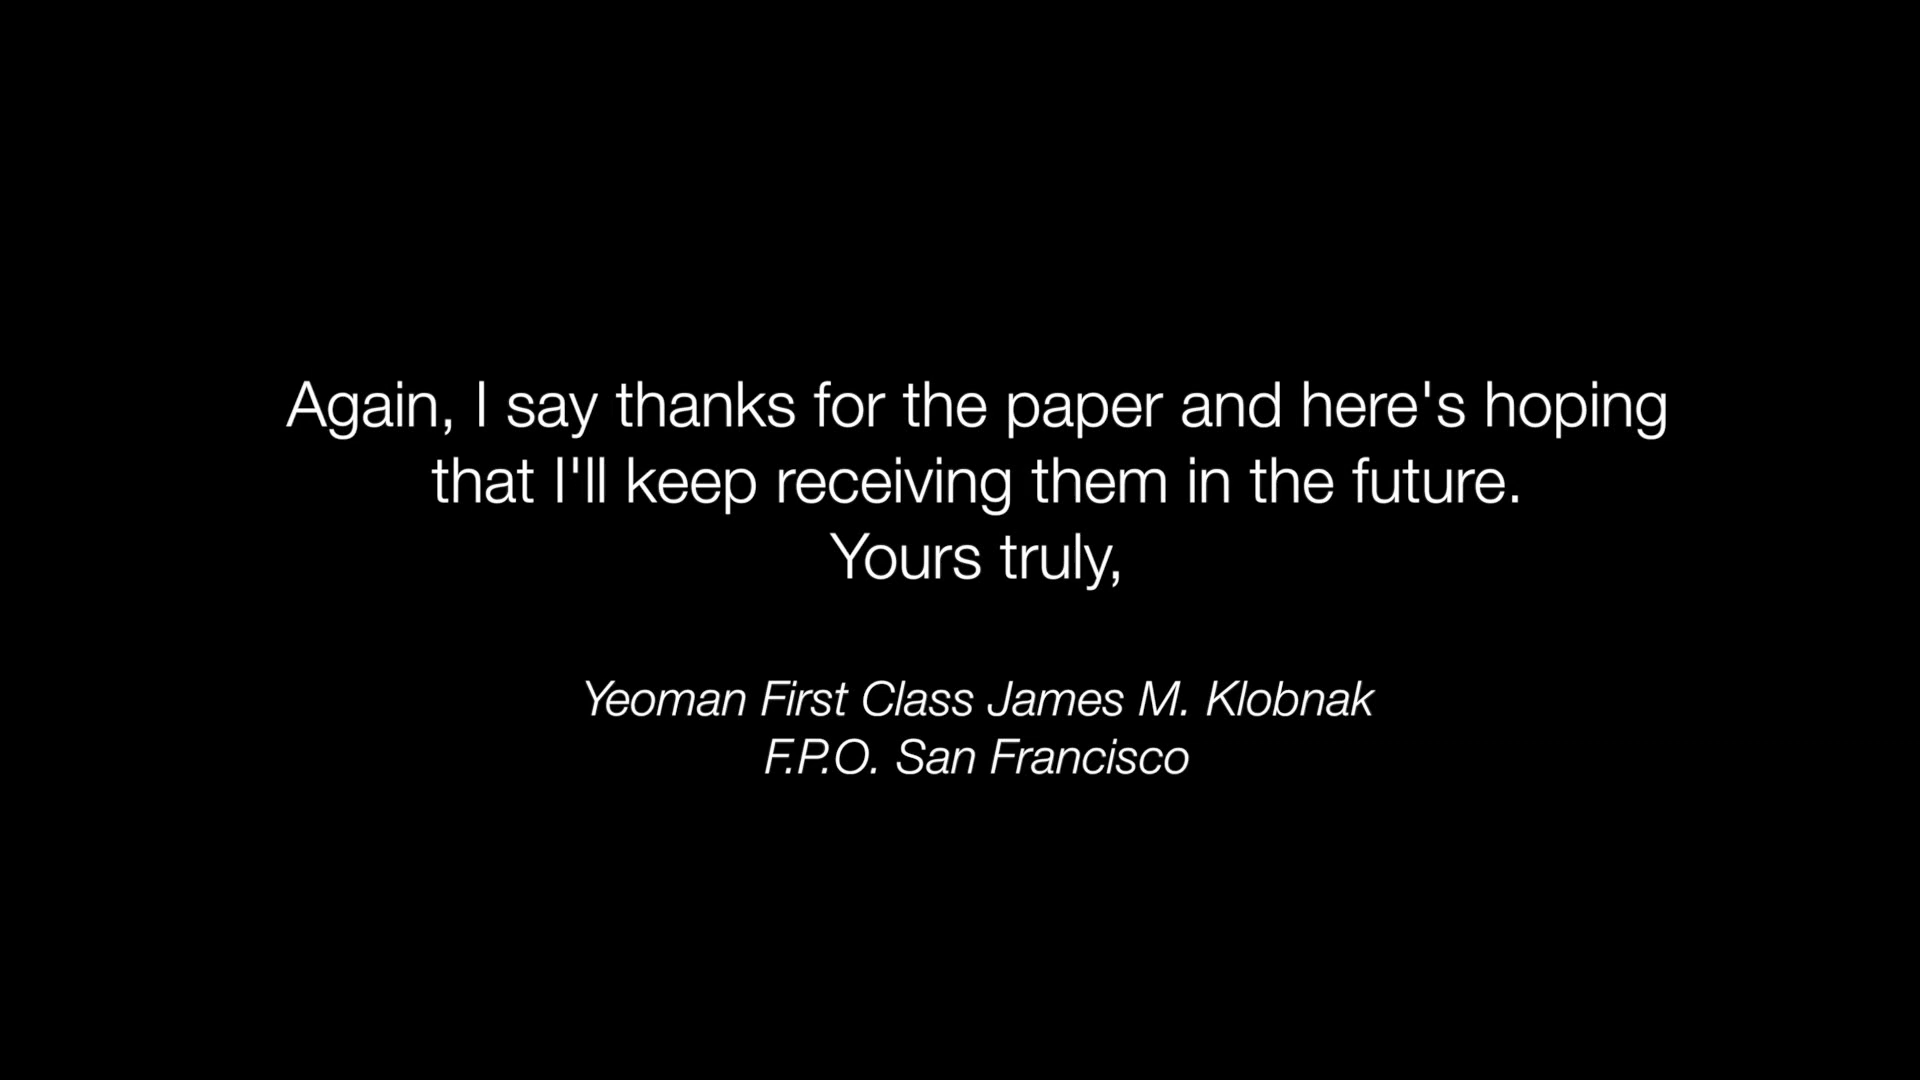 Again, I say thanks for the paper and here's hoping
that I'll keep receiving them in the future.
Yours truly,
Yeoman First Class James M. Klobnak
F.P.O. San Francisco